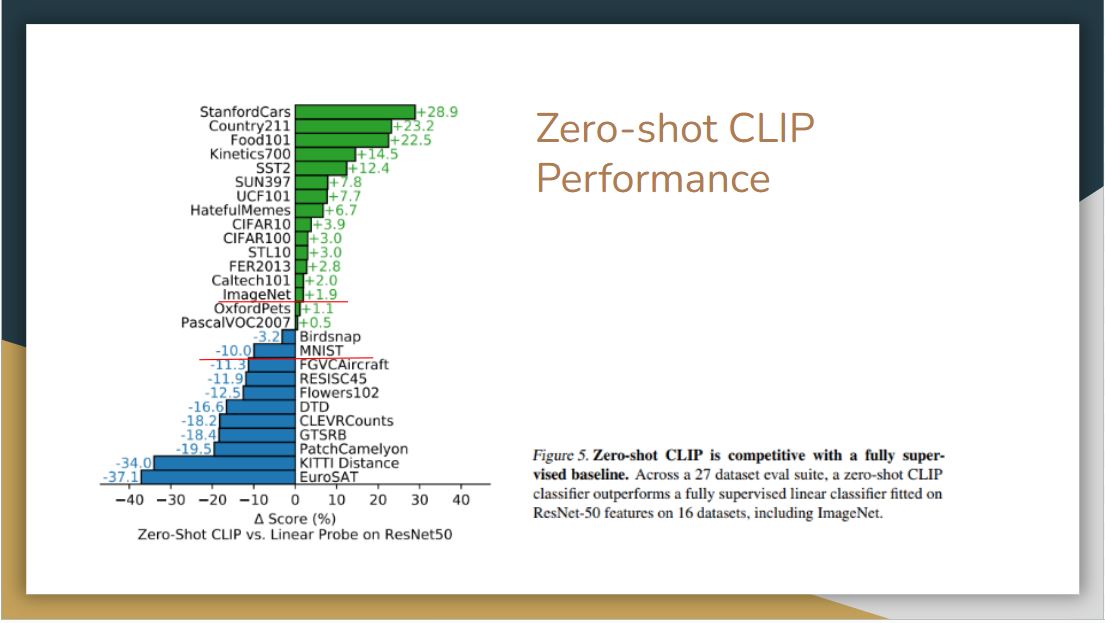 StanfordCars +28.9
Country211 +23.2
Food101 +22.5
Kinetics700 +14.5
SST2 +12.4
SUN397 +7.8
UCF101 +7.7
HatefulMemes +6.7
CIFAR10 +3.9
CIFAR100 +3.0
STL10 +3.0
FER2013 +2.8
Caltech101 +2.0
ImageNet +1.9
OxfordPets +1.1
PascalVOC2007 +0.5
-3.2 Birdsnap
-10.0 MNIST
-11.3 FGVCAircraft
-11.9 RESISC45
-12.5 Flowers102
-16.6 DTD
-18.2 CLEVRCounts
-18.4 GTSRB
-19.5 PatchCamelyon
-34.0 KITTI Distance
-37.1 EuroSAT
−40 −30 −20 −10 0 10 20 30 40
Δ Score (%)
Zero-Shot CLIP vs. Linear Probe on ResNet50
Zero-shot CLIP
Performance
Figure 5. Zero-shot CLIP is competitive with a fully super-
vised baseline. Across a 27 dataset eval suite, a zero-shot CLIP
classifier outperforms a fully supervised linear classifier fitted on
ResNet-50 features on 16 datasets, including ImageNet.